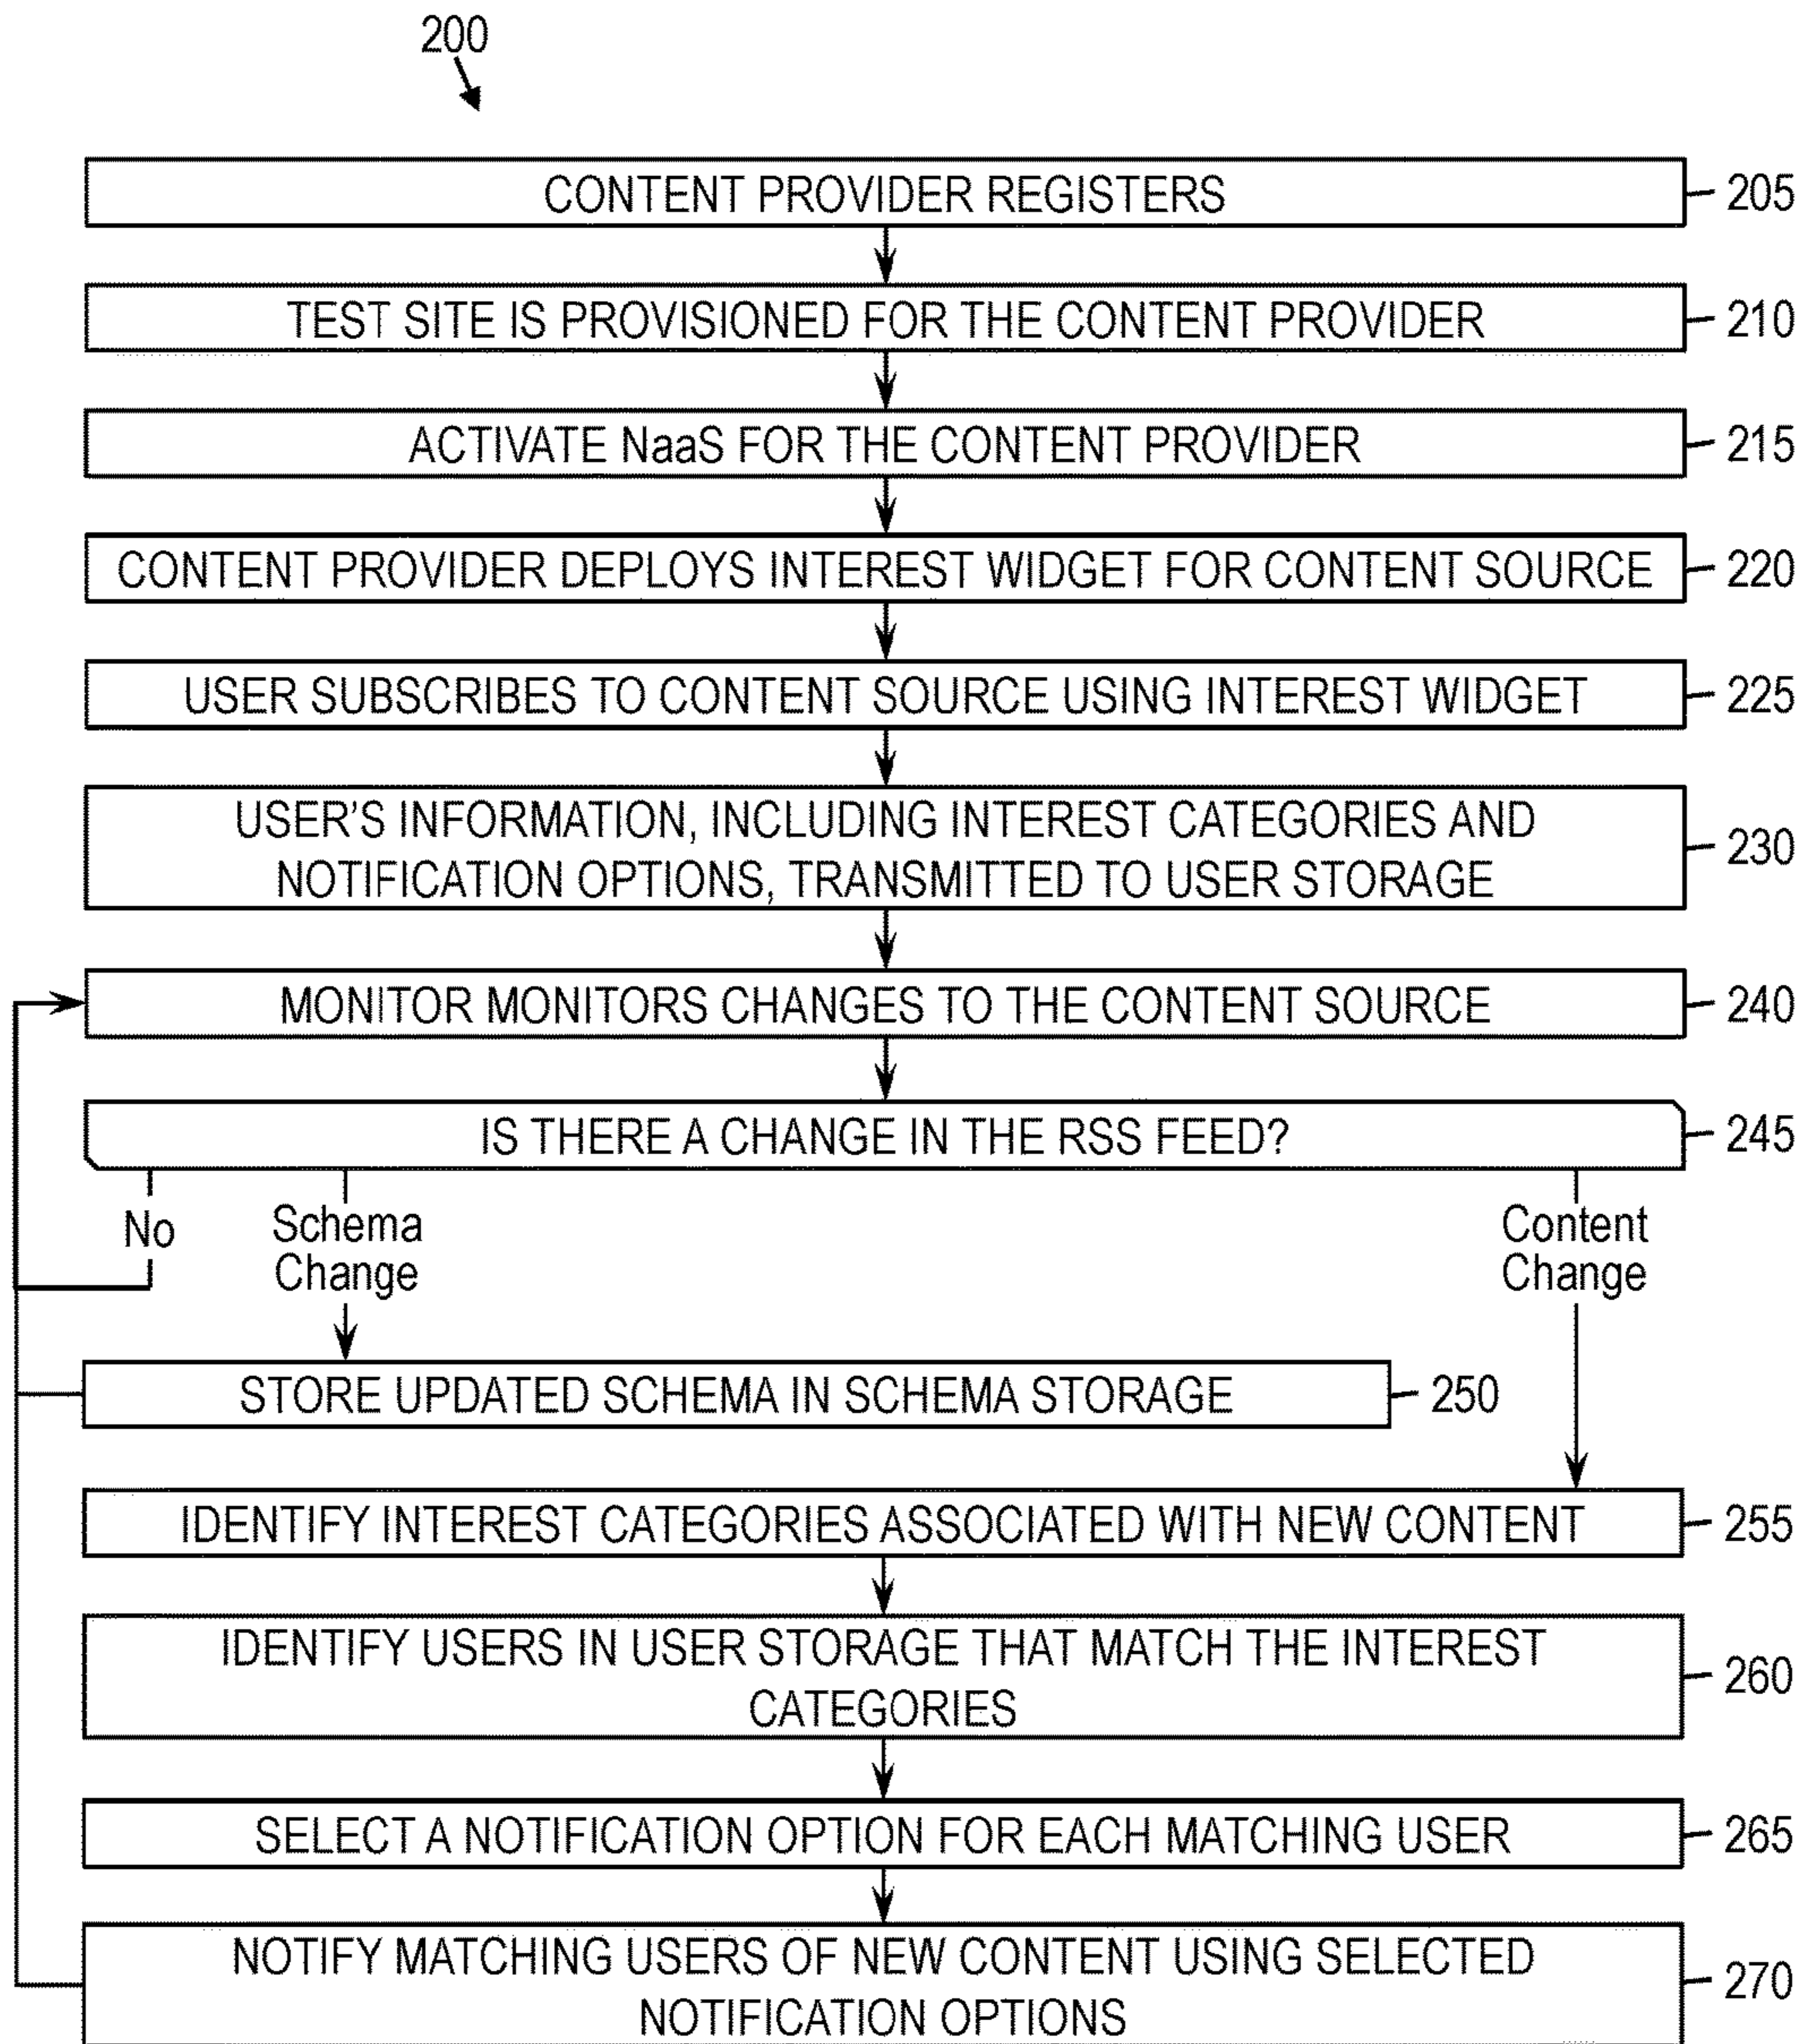 200
CONTENT PROVIDER REGISTERS
205
TEST SITE IS PROVISIONED FOR THE CONTENT PROVIDER
210
ACTIVATE NaaS FOR THE CONTENT PROVIDER
215
CONTENT PROVIDER DEPLOYS INTEREST WIDGET FOR CONTENT SOURCE
220
USER SUBSCRIBES TO CONTENT SOURCE USING INTEREST WIDGET
225
USER'S INFORMATION, INCLUDING INTEREST CATEGORIES AND
NOTIFICATION OPTIONS, TRANSMITTED TO USER STORAGE
230
MONITOR MONITORS CHANGES TO THE CONTENT SOURCE
240
IS THERE A CHANGE IN THE RSS FEED?
245
No
Schema
Change
Content
Change
STORE UPDATED SCHEMA IN SCHEMA STORAGE
250
IDENTIFY INTEREST CATEGORIES ASSOCIATED WITH NEW CONTENT
255
IDENTIFY USERS IN USER STORAGE THAT MATCH THE INTEREST
CATEGORIES
260
SELECT A NOTIFICATION OPTION FOR EACH MATCHING USER
265
NOTIFY MATCHING USERS OF NEW CONTENT USING SELECTED
NOTIFICATION OPTIONS
270